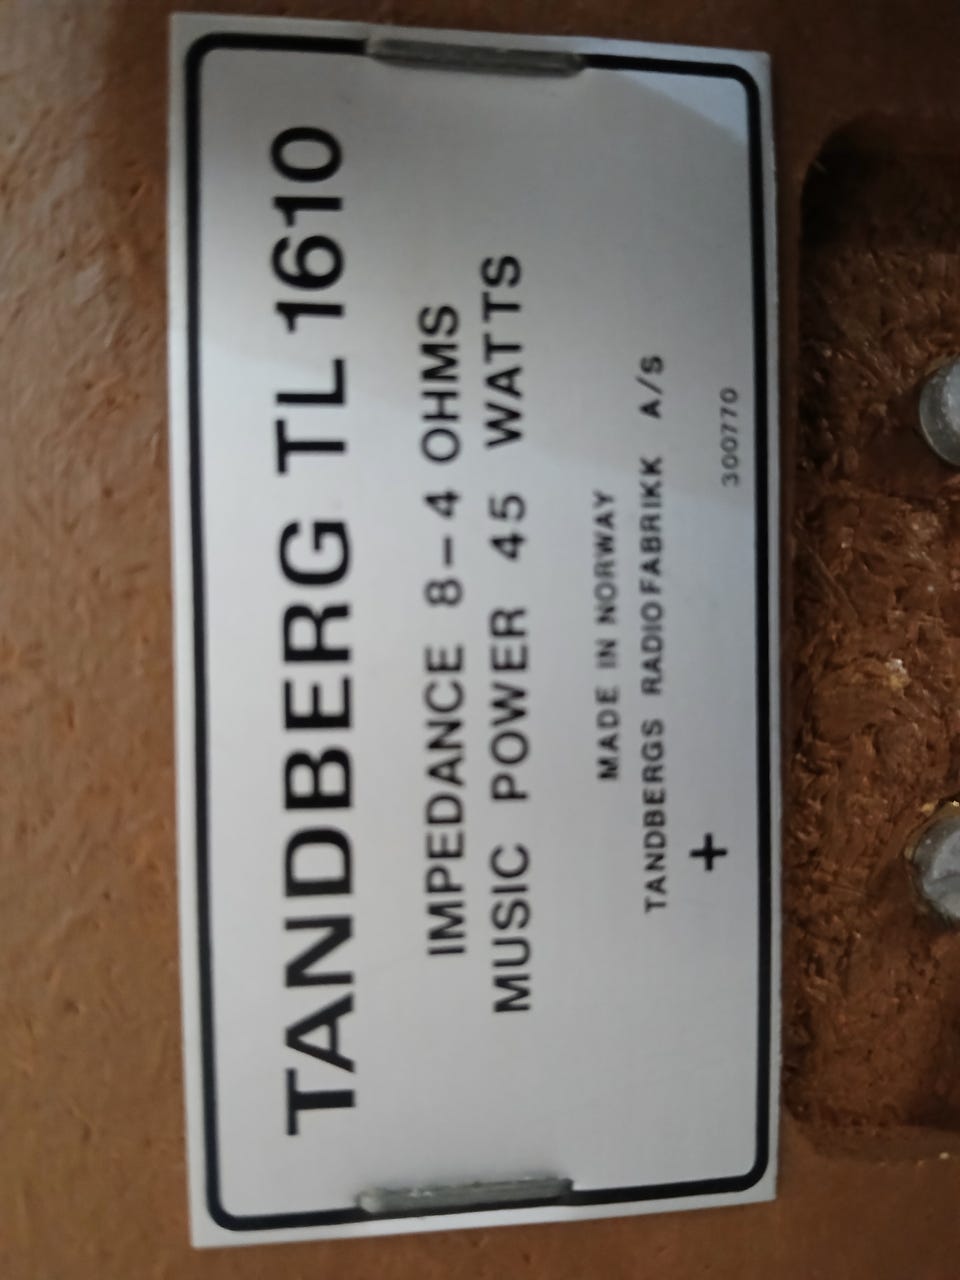 TANDBERG TL 1610
IMPEDANCE 8-4 OHMS
MUSIC POWER 45 WATTS
MADE IN NORWAY
TANDBERGS RADIOFABRIKK A/S
+
300770